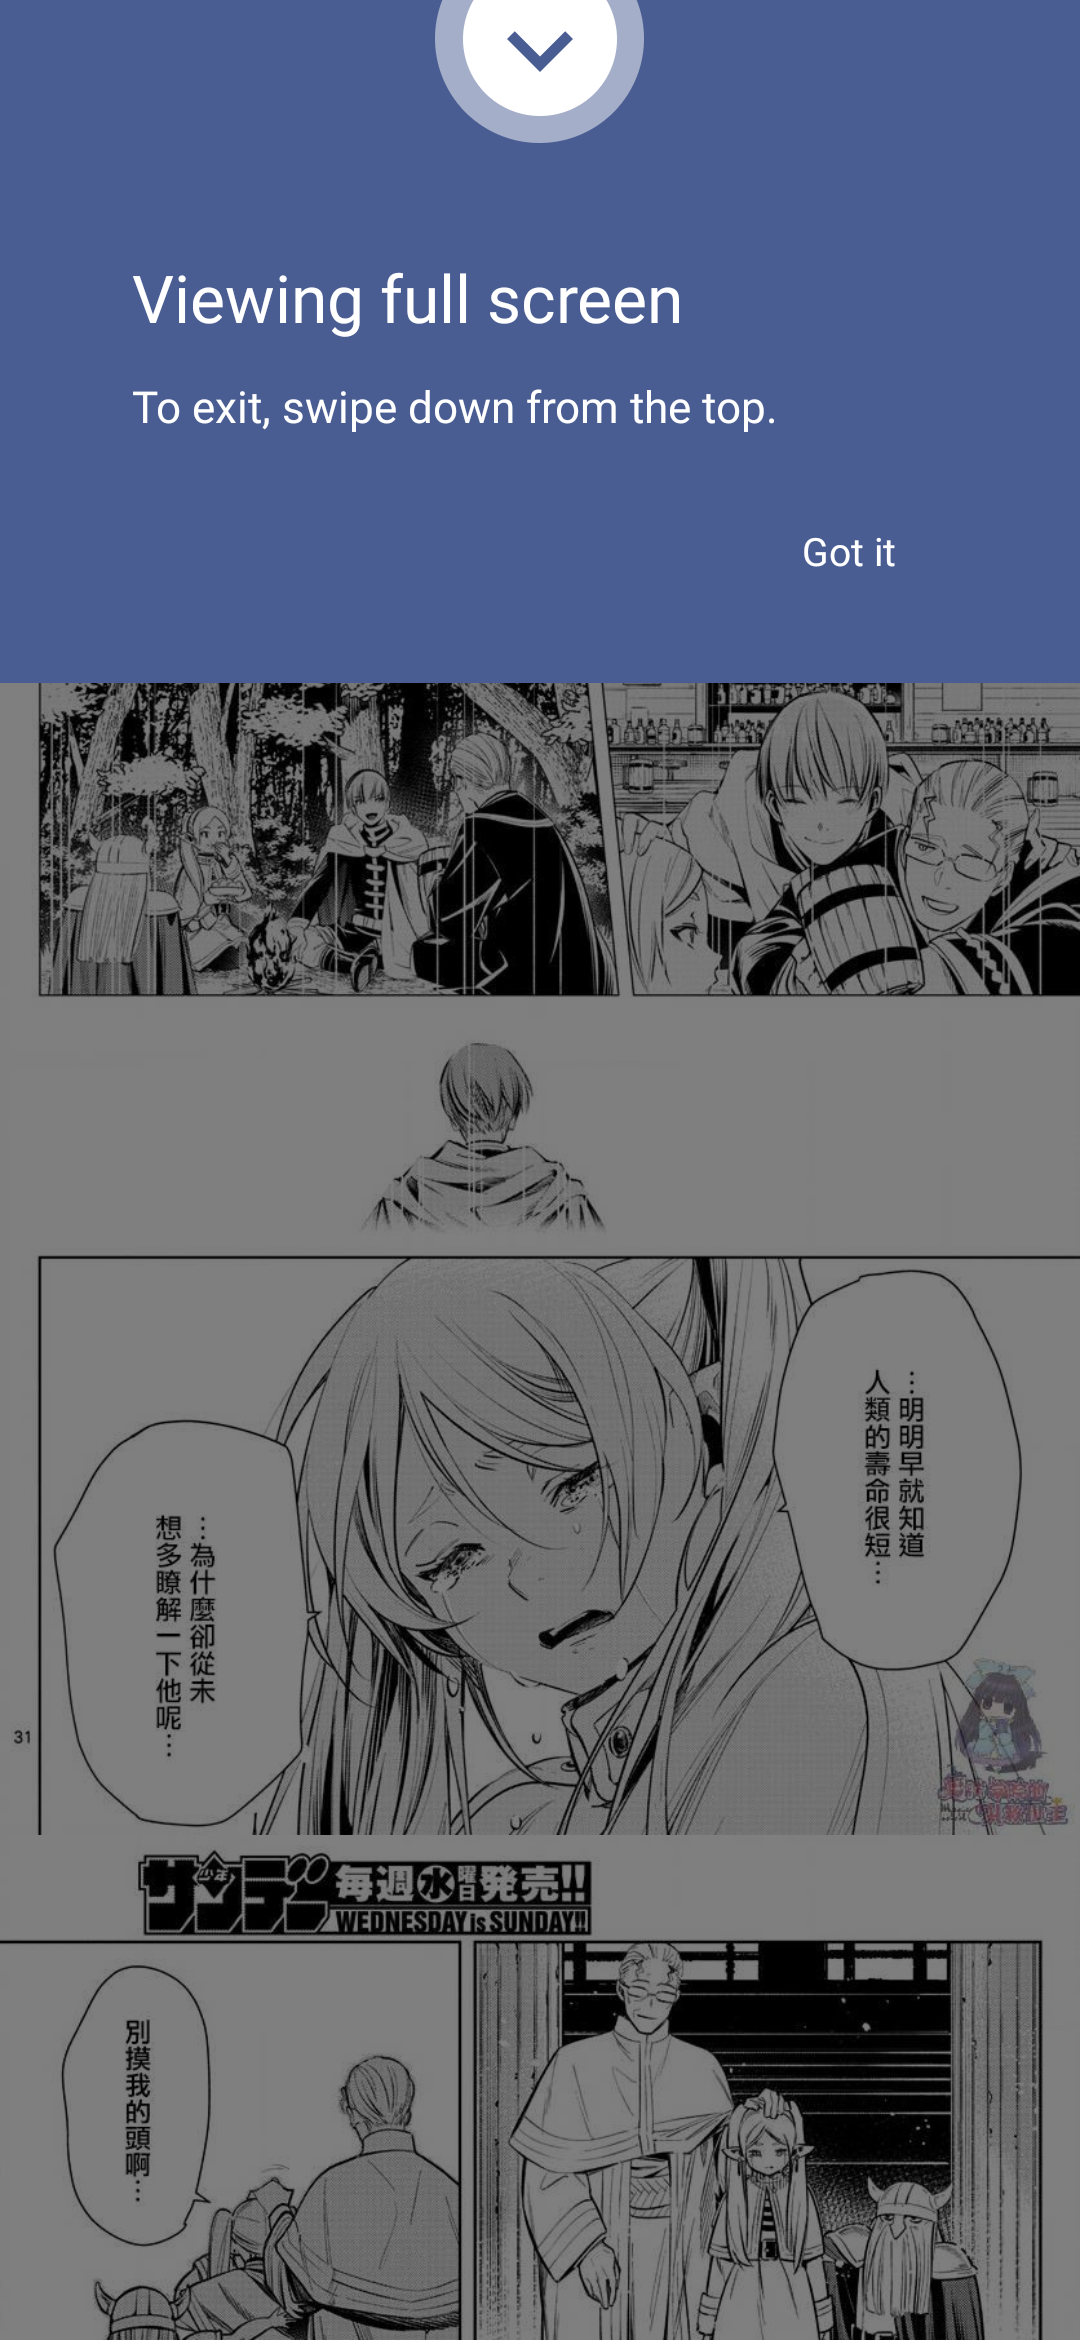 Viewing full screen
To exit, swipe down from the top.
Got it
…明明早就知道
人類的壽命很短…
…為什麼卻從未
想多瞭解一下他呢…
31
少年
サンデー
毎週水曜日発売!!
WEDNESDAY is SUNDAY!!
別摸我的頭啊…